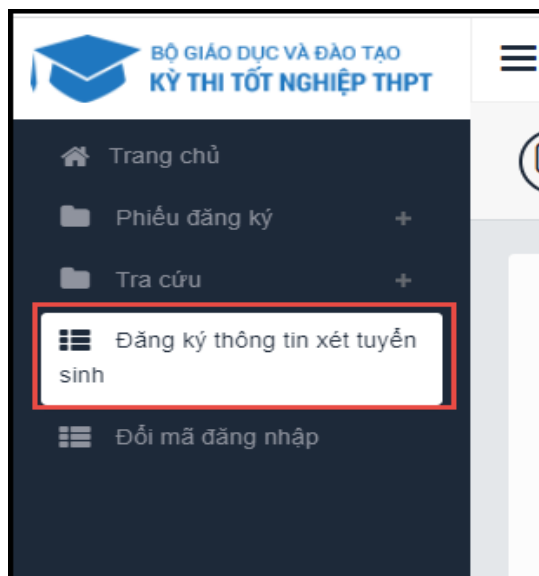 BỘ GIÁO DỤC VÀ ĐÀO TẠO
KỲ THI TỐT NGHIỆP THPT
Trang chủ
Phiếu đăng ký +
Tra cứu +
Đăng ký thông tin xét tuyển
sinh
Đổi mã đăng nhập